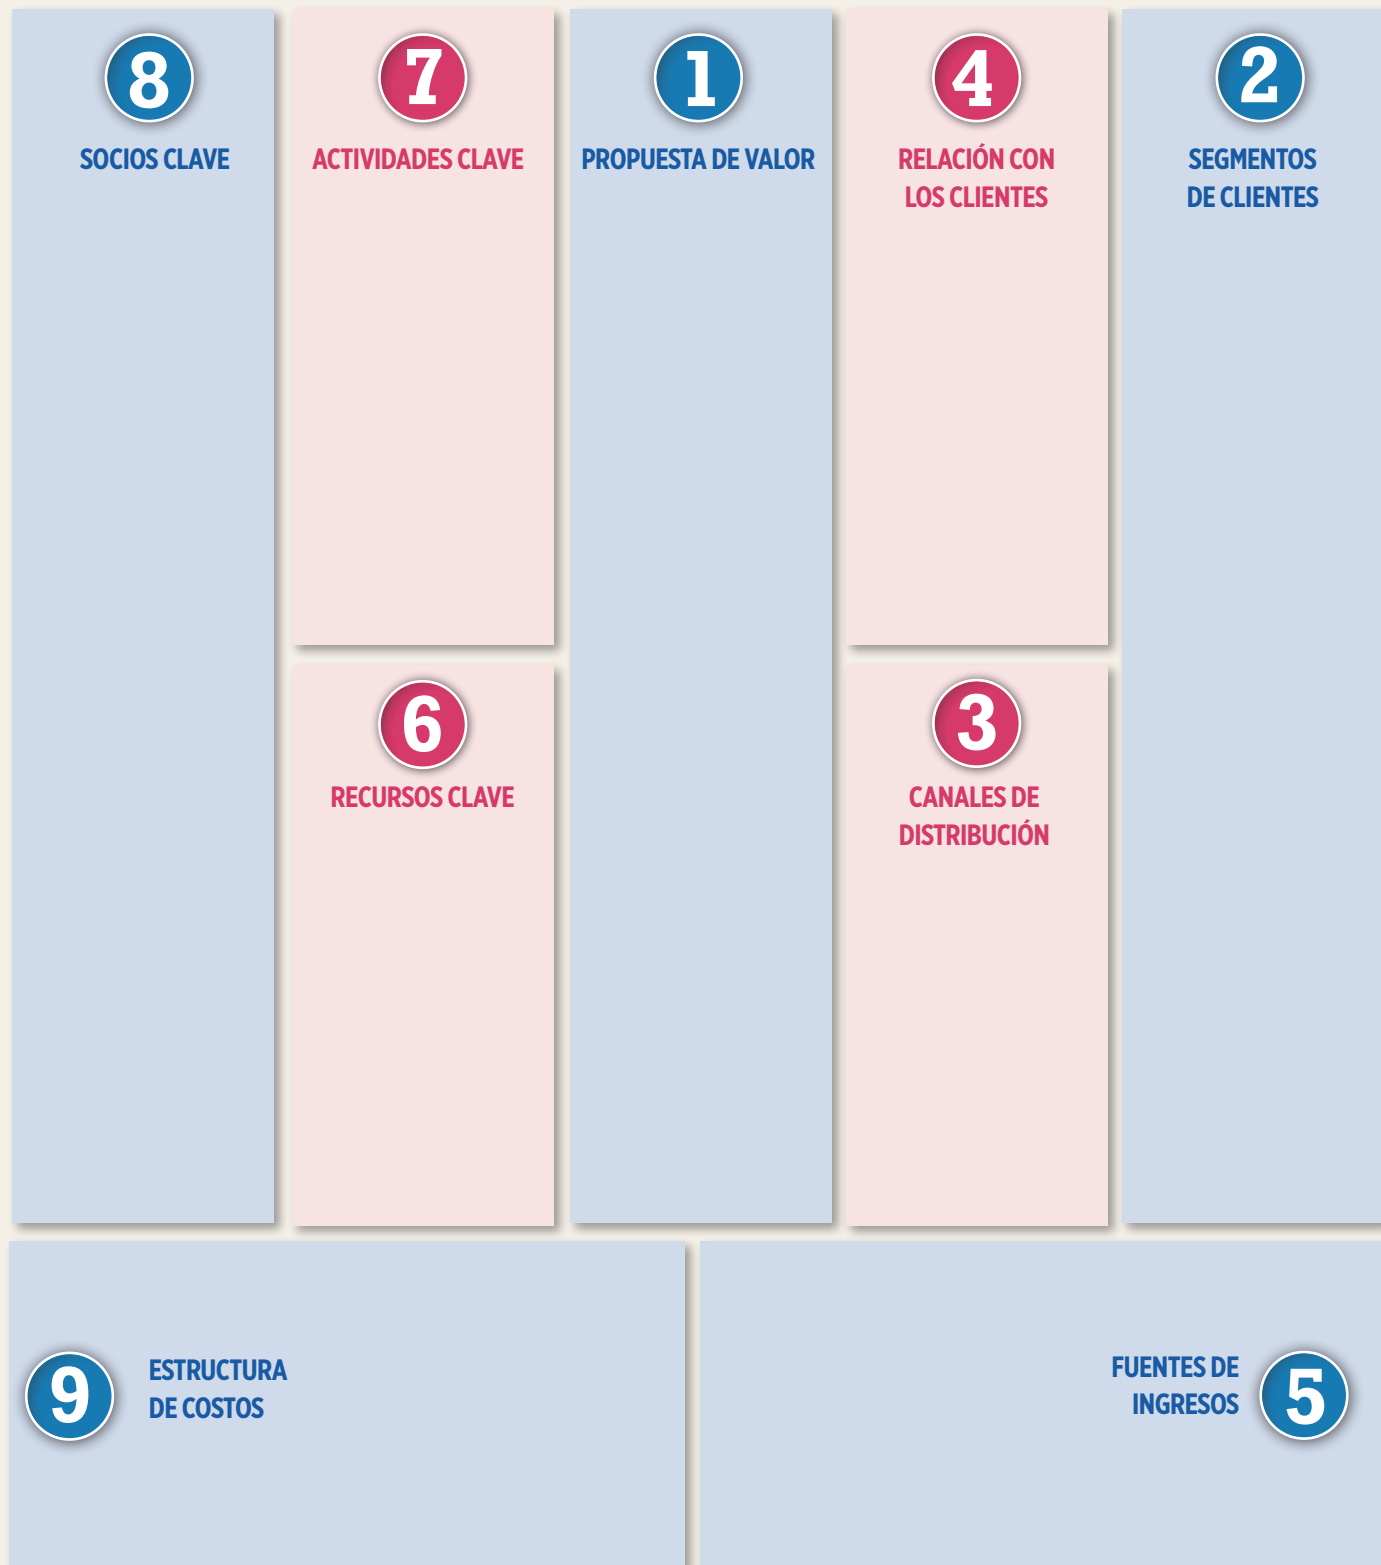 8
SOCIOS CLAVE
7
ACTIVIDADES CLAVE
1
PROPUESTA DE VALOR
4
RELACIÓN CON
LOS CLIENTES
2
SEGMENTOS
DE CLIENTES
6
RECURSOS CLAVE
3
CANALES DE
DISTRIBUCIÓN
9
ESTRUCTURA
DE COSTOS
FUENTES DE
INGRESOS
5